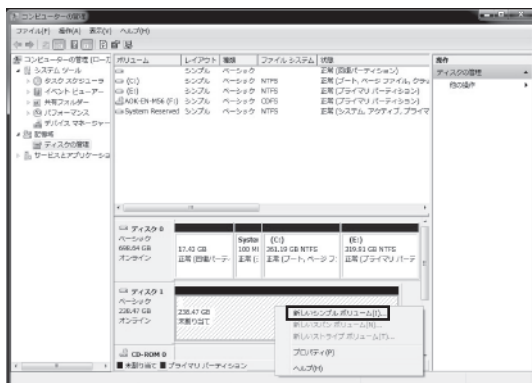 コンピューターの管理
ファイル(F) 操作(A) 表示(V) ヘルプ(H)
コンピューターの管理 (ローカ
システム ツール
タスク スケジューラ
イベント ビューアー
共有フォルダー
パフォーマンス
デバイス マネージャー
記憶域
ディスクの管理
サービスとアプリケーショ
ボリューム レイアウト 種類 ファイル システム 状態
シンプル ベーシック 正常 (回復パーティション)
(C:) シンプル ベーシック NTFS 正常 (ブート, ページ ファイル, クラッ
(E:) シンプル ベーシック NTFS 正常 (プライマリ パーティション)
シンプル ベーシック CDFS 正常 (プライマリ パーティション)
System Reserved シンプル ベーシック NTFS 正常 (システム, アクティブ, プライマ
操作
ディスクの管理
他の操作
ディスク 0
ベーシック
698.64 GB
オンライン
17.42 GB
正常 (回復パーテ
System
100 M
正常 (
(C:)
361.19 GB NTFS
正常 (ブート, ページ フ
(E:)
319.91 GB NTFS
正常 (プライマリ パーテ
ディスク 1
ベーシック
238.47 GB
オンライン
238.47 GB
未割り当て
新しいシンプル ボリューム(I)...
新しいスパン ボリューム(N)...
新しいストライプ ボリューム(T)...
プロパティ(P)
ヘルプ(H)
CD-ROM 0
未割り当て プライマリ パーティション